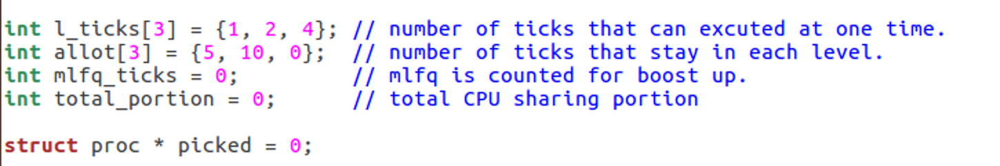 int l_ticks[3] = {1, 2, 4}; // number of ticks that can excuted at one time.
int allot[3] = {5, 10, 0};  // number of ticks that stay in each level.
int mlfq_ticks = 0;         // mlfq is counted for boost up.
int total_portion = 0;      // total CPU sharing portion
struct proc * picked = 0;